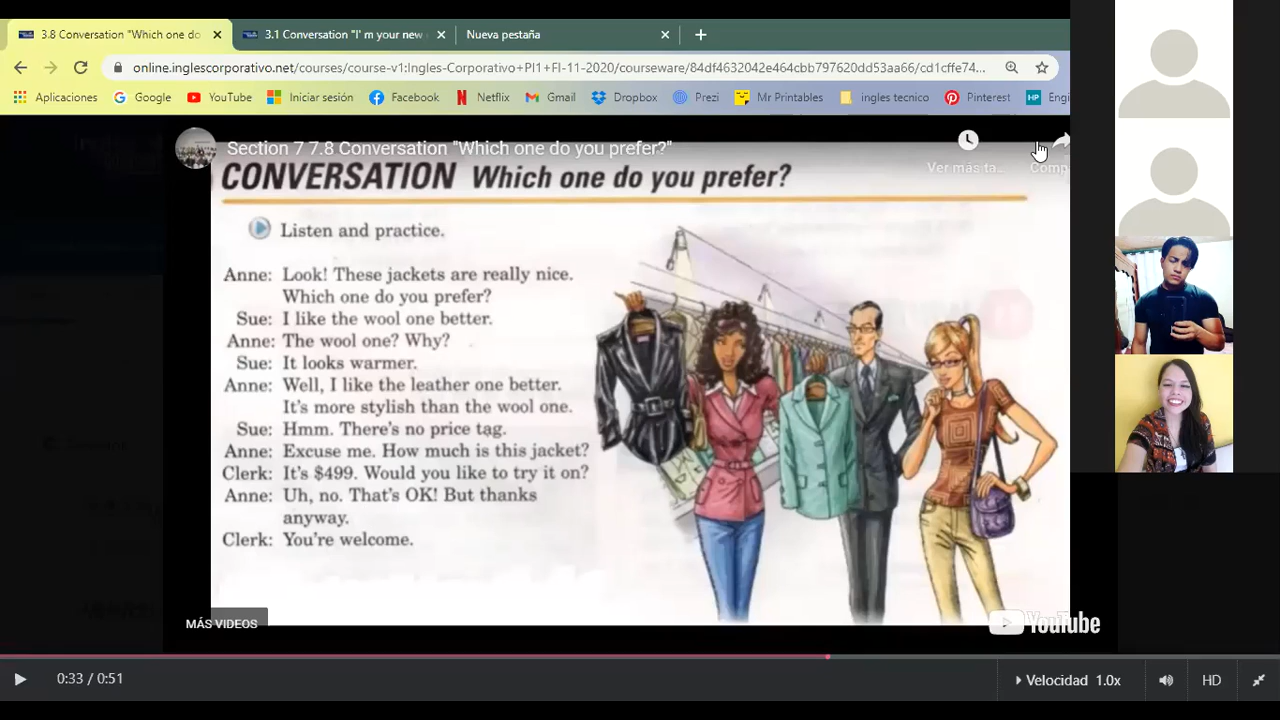 3.8 Conversation "Which one do
3.1 Conversation "I' m your new
Nueva pestaña
online.inglescorporativo.net/courses/course-v1:Ingles-Corporativo+PI1+FI-11-2020/courseware/84df4632042e464cbb797620dd53aa66/cd1cffe74...
Aplicaciones
Google
YouTube
Iniciar sesión
Facebook
Netflix
Gmail
Dropbox
Prezi
Mr Printables
ingles tecnico
Pinterest
HP
Engl
Section 7 7.8 Conversation "Which one do you prefer?"
Ver más ta...
Comp
CONVERSATION Which one do you prefer?
Listen and practice.
Anne: Look! These jackets are really nice.
Which one do you prefer?
Sue: I like the wool one better.
Anne: The wool one? Why?
Sue: It looks warmer.
Anne: Well, I like the leather one better.
It's more stylish than the wool one.
Sue: Hmm. There's no price tag.
Anne: Excuse me. How much is this jacket?
Clerk: It's $499. Would you like to try it on?
Anne: Uh, no. That's OK! But thanks
anyway.
Clerk: You're welcome.
MÁS VIDEOS
YouTube
0:33 / 0:51
Velocidad 1.0x
HD